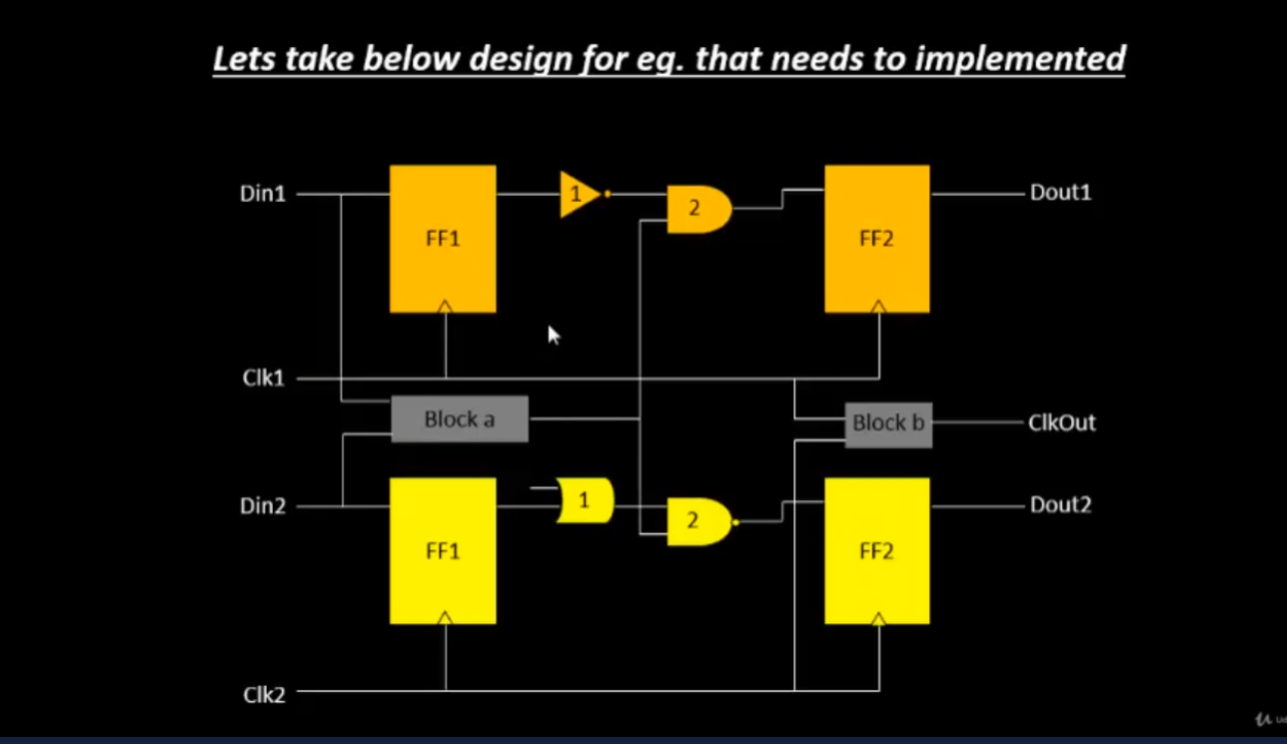 Lets take below design for eg. that needs to implemented
Din1
1
2
FF1
FF2
Dout1
Clk1
Block a
Block b
ClkOut
Din2
1
2
FF1
FF2
Dout2
Clk2